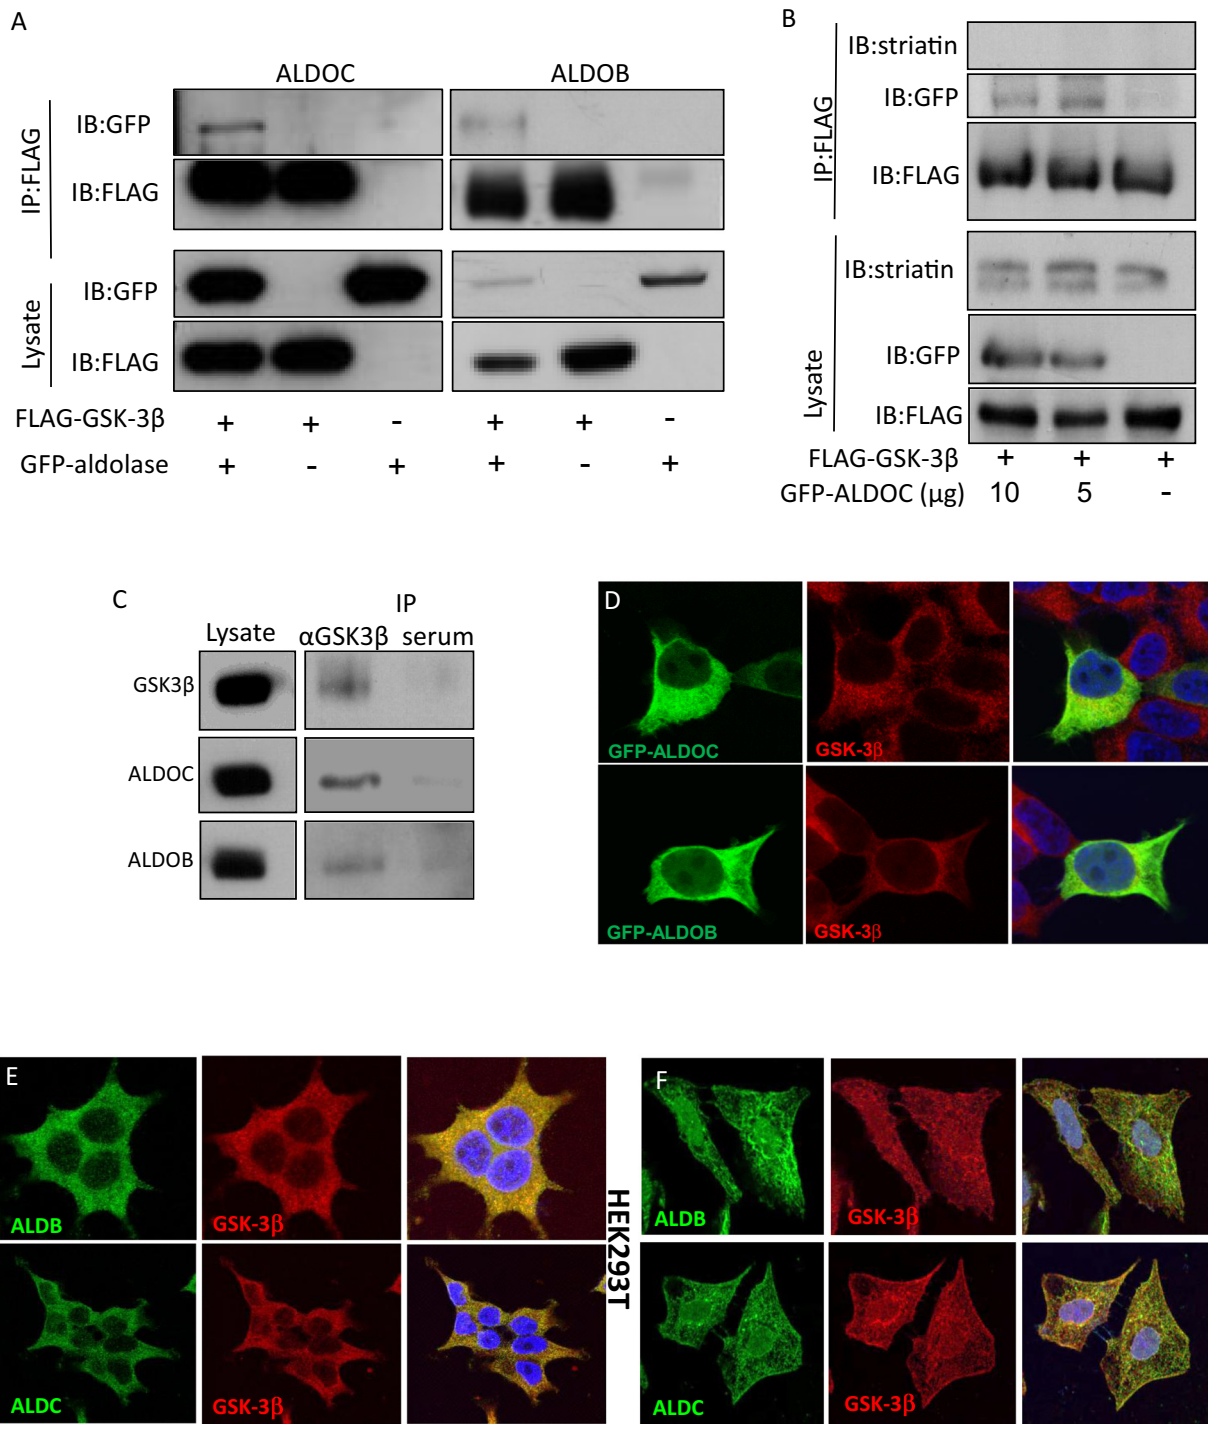 A
ALDOC ALDOB
IP:FLAG
IB:GFP
IB:FLAG
Lysate
IB:GFP
IB:FLAG
FLAG-GSK-3β + + - + + -
GFP-aldolase + - + + - +
B
IP:FLAG
IB:striatin
IB:GFP
IB:FLAG
Lysate
IB:striatin
IB:GFP
IB:FLAG
FLAG-GSK-3β + + +
GFP-ALDOC (μg) 10 5 -
C
IP
Lysate αGSK3β serum
GSK3β
ALDOC
ALDOB
D
GFP-ALDOC GSK-3β
GFP-ALDOB GSK-3β
E
ALDB GSK-3β
ALDC GSK-3β
HEK293T
F
ALDB GSK-3β
ALDC GSK-3β